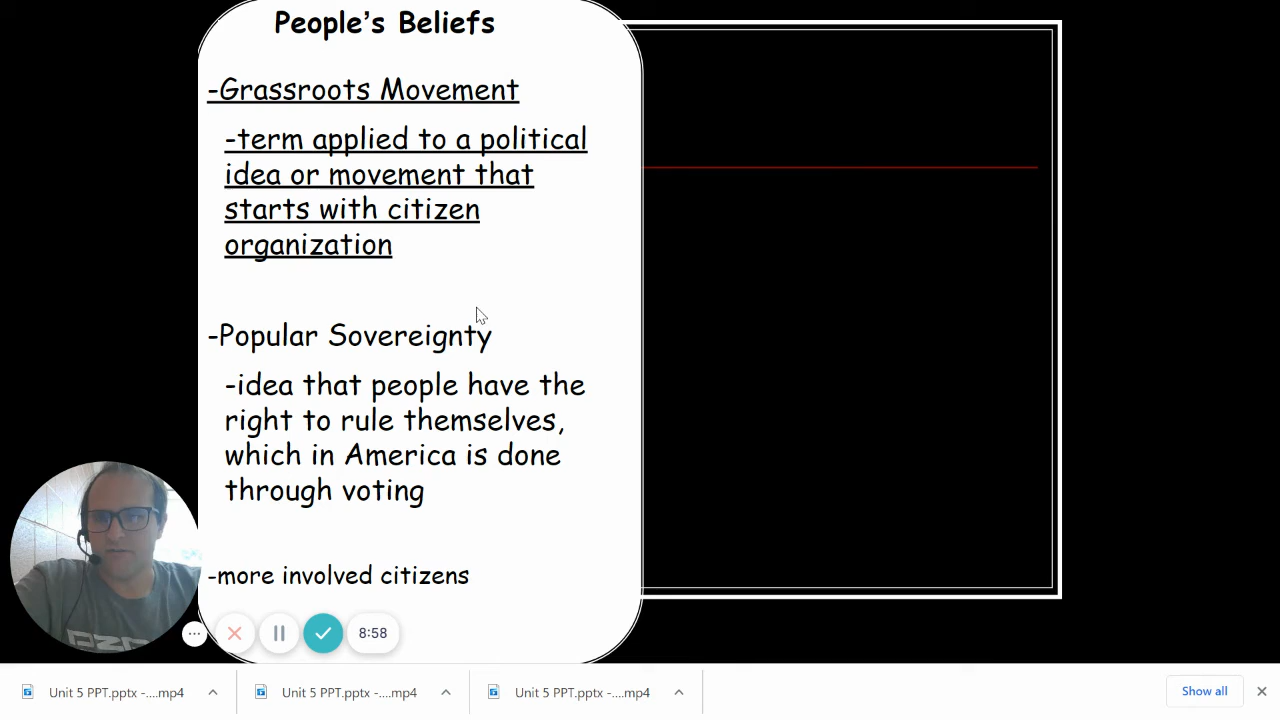 People's Beliefs
-Grassroots Movement
-term applied to a political
idea or movement that
starts with citizen
organization
-Popular Sovereignty
-idea that people have the
right to rule themselves,
which in America is done
through voting
-more involved citizens
8:58
Unit 5 PPT.pptx -....mp4
Unit 5 PPT.pptx -....mp4
Unit 5 PPT.pptx -....mp4
Show all